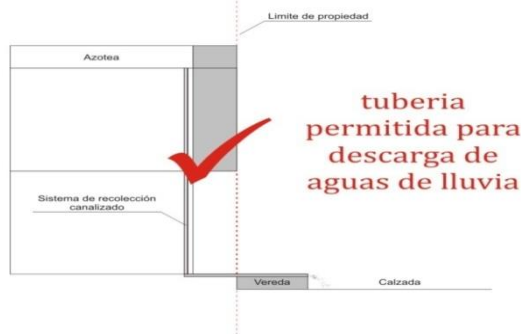 Limite de propiedad
Azotea
tuberia
permitida para
descarga de
aguas de lluvia
Sistema de recolección
canalizado
Vereda
Calzada